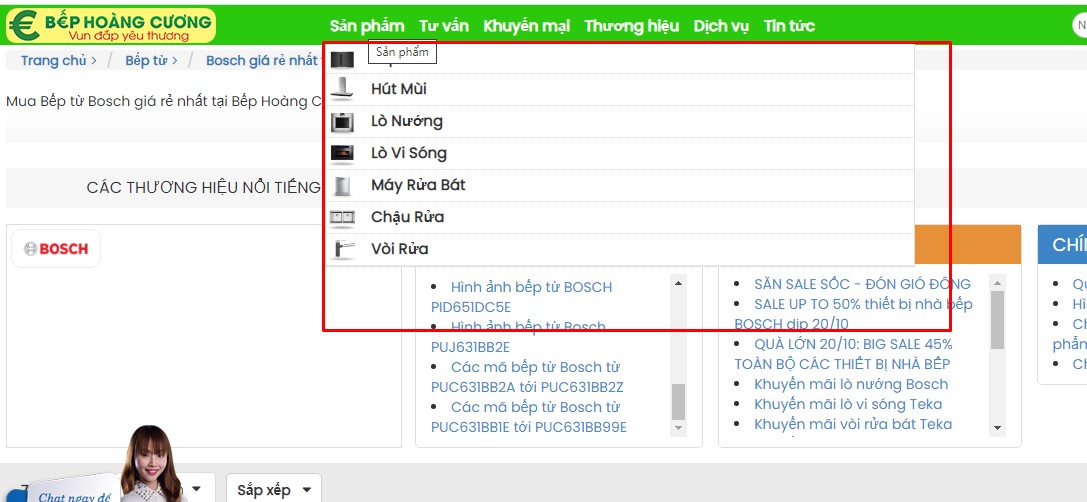 BẾP HOÀNG CƯƠNG
Vun đắp yêu thương
Sản phẩm Tư vấn Khuyến mại Thương hiệu Dịch vụ Tin tức
Sản phẩm
Trang chủ > / Bếp từ > / Bosch giá rẻ nhất
Hút Mùi
Mua Bếp từ Bosch giá rẻ nhất tại Bếp Hoàng C
Lò Nướng
Lò Vi Sóng
CÁC THƯƠNG HIỆU NỔI TIẾNG
Máy Rửa Bát
Chậu Rửa
Vòi Rửa
BOSCH
CHÍN
Hình ảnh bếp từ BOSCH
PID651DC5E
Hình ảnh bếp từ Bosch
PUJ631BB2E
Các mã bếp từ Bosch từ
PUC631BB2A tới PUC631BB2Z
Các mã bếp từ Bosch từ
PUC631BB1E tới PUC631BB99E
SĂN SALE SỐC - ĐÓN GIÓ ĐÔNG
SALE UP TO 50% thiết bị nhà bếp
BOSCH dịp 20/10
QUÀ LỚN 20/10: BIG SALE 45%
TOÀN BỘ CÁC THIẾT BỊ NHÀ BẾP
Khuyến mãi lò nướng Bosch
Khuyến mãi lò vi sóng Teka
Khuyến mãi vòi rửa bát Teka
Chat ngay để
Sắp xếp